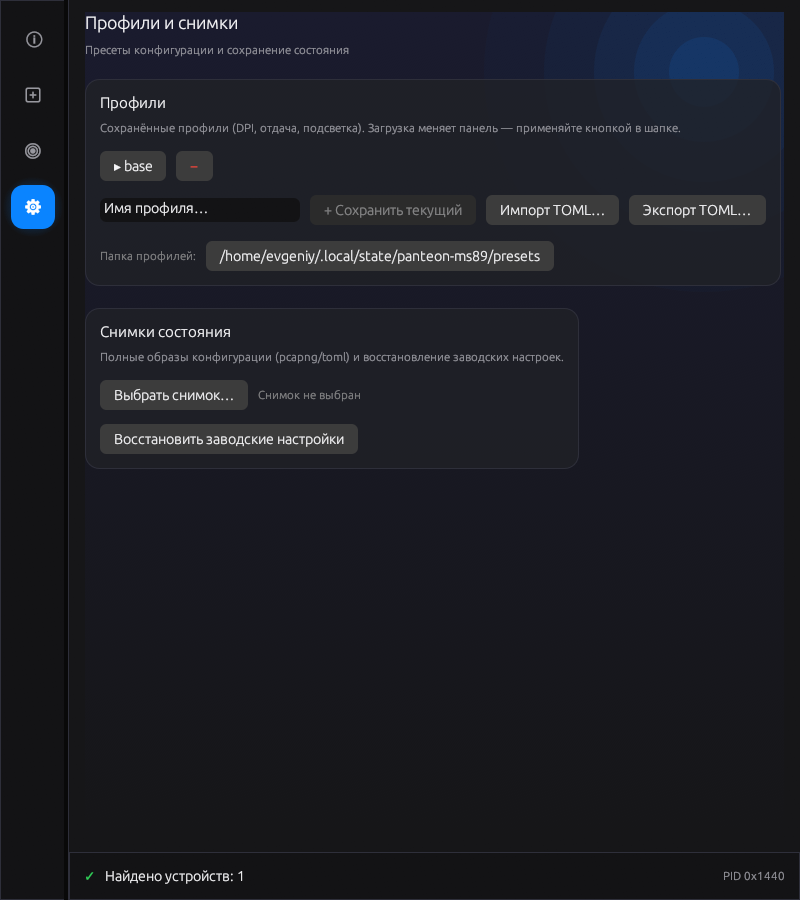 Профили и снимки
Пресеты конфигурации и сохранение состояния
Профили
Сохранённые профили (DPI, отдача, подсветка). Загрузка меняет панель — применяйте кнопкой в шапке.
▸ base −
Имя профиля… + Сохранить текущий Импорт TOML… Экспорт TOML…
Папка профилей: /home/evgeniy/.local/state/panteon-ms89/presets
Снимки состояния
Полные образы конфигурации (pcapng/toml) и восстановление заводских настроек.
Выбрать снимок… Снимок не выбран
Восстановить заводские настройки
✓ Найдено устройств: 1 PID 0x1440